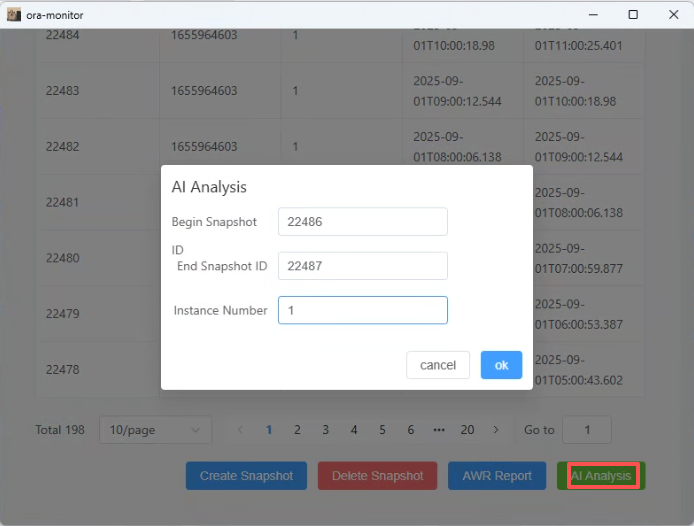 ora-monitor
22484 1655964603 1 01T10:00:18.98 01T11:00:25.401
22483 1655964603 1 2025-09-01T09:00:12.544 2025-09-01T10:00:18.98
22482 1655964603 1 2025-09-01T08:00:06.138 2025-09-01T09:00:12.544
22481 2025-09-01T08:00:06.138
22480 2025-09-01T07:00:59.877
22479 2025-09-01T06:00:53.387
22478 2025-09-01T05:00:43.602
AI Analysis
Begin Snapshot ID 22486
End Snapshot ID 22487
Instance Number 1
cancel ok
Total 198 10/page 1 2 3 4 5 6 ••• 20 Go to 1
Create Snapshot Delete Snapshot AWR Report AI Analysis